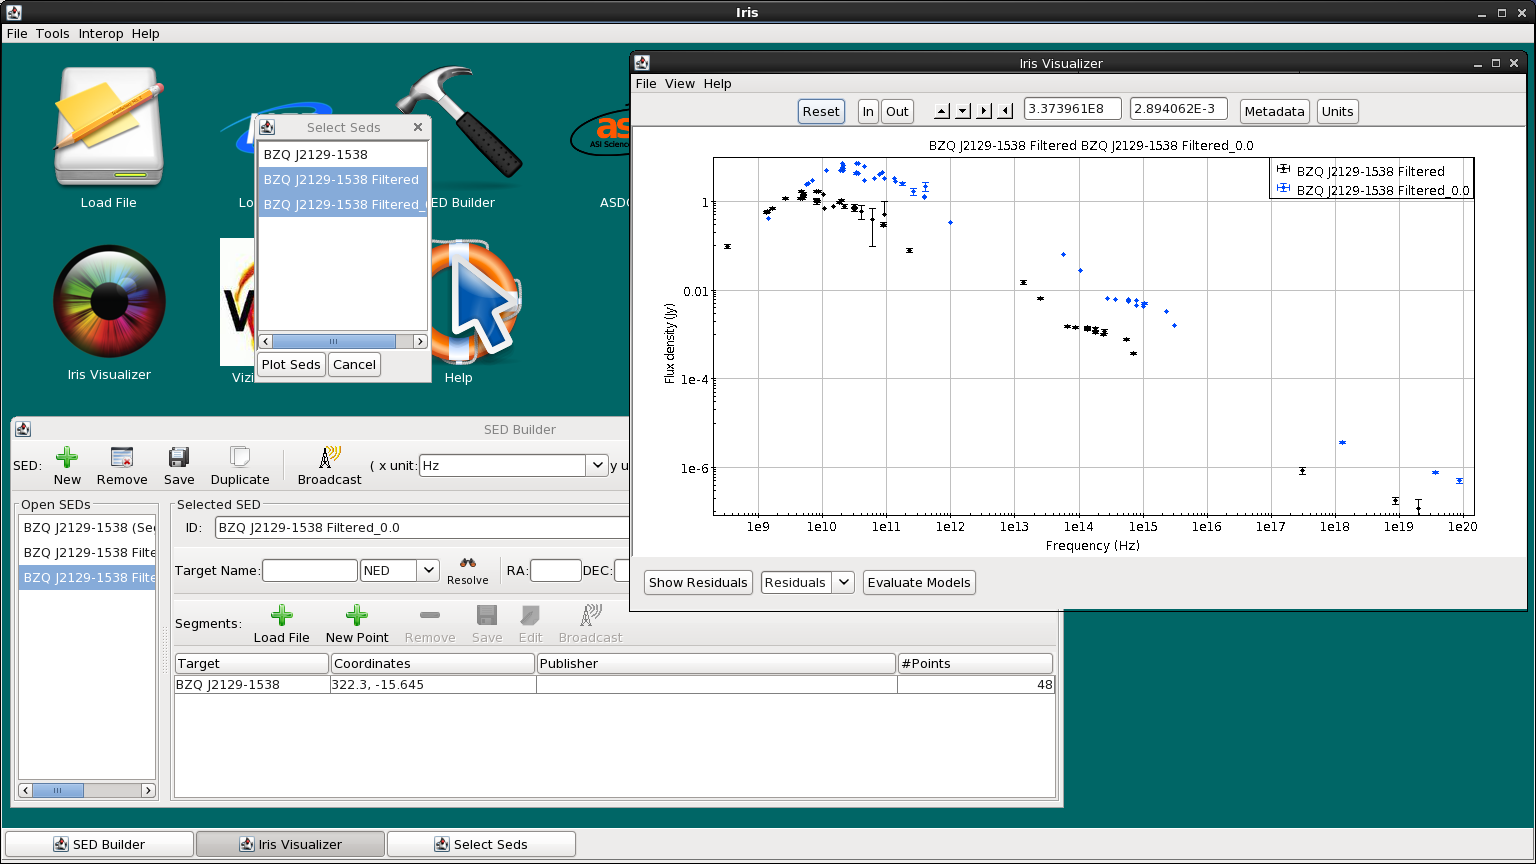 Iris
File Tools Interop Help
Load File
ASI Scienc
ED Builder
ASD
Iris Visualizer
Vizi
Help
Select Seds
BZQ J2129-1538
BZQ J2129-1538 Filtered
BZQ J2129-1538 Filtered_
Plot Seds Cancel
Iris Visualizer
File View Help
Reset In Out 3.373961E8 2.894062E-3 Metadata Units
BZQ J2129-1538 Filtered BZQ J2129-1538 Filtered_0.0
BZQ J2129-1538 Filtered
BZQ J2129-1538 Filtered_0.0
Flux density (Jy)
1
0.01
1e-4
1e-6
1e9 1e10 1e11 1e12 1e13 1e14 1e15 1e16 1e17 1e18 1e19 1e20
Frequency (Hz)
Show Residuals Residuals Evaluate Models
SED Builder
SED: New Remove Save Duplicate Broadcast ( x unit: Hz y u
Open SEDs
BZQ J2129-1538 (Se
BZQ J2129-1538 Filte
BZQ J2129-1538 Filte
Selected SED
ID: BZQ J2129-1538 Filtered_0.0
Target Name: NED Resolve RA: DEC:
Segments: Load File New Point Remove Save Edit Broadcast
Target Coordinates Publisher #Points
BZQ J2129-1538 322.3, -15.645 48
SED Builder Iris Visualizer Select Seds